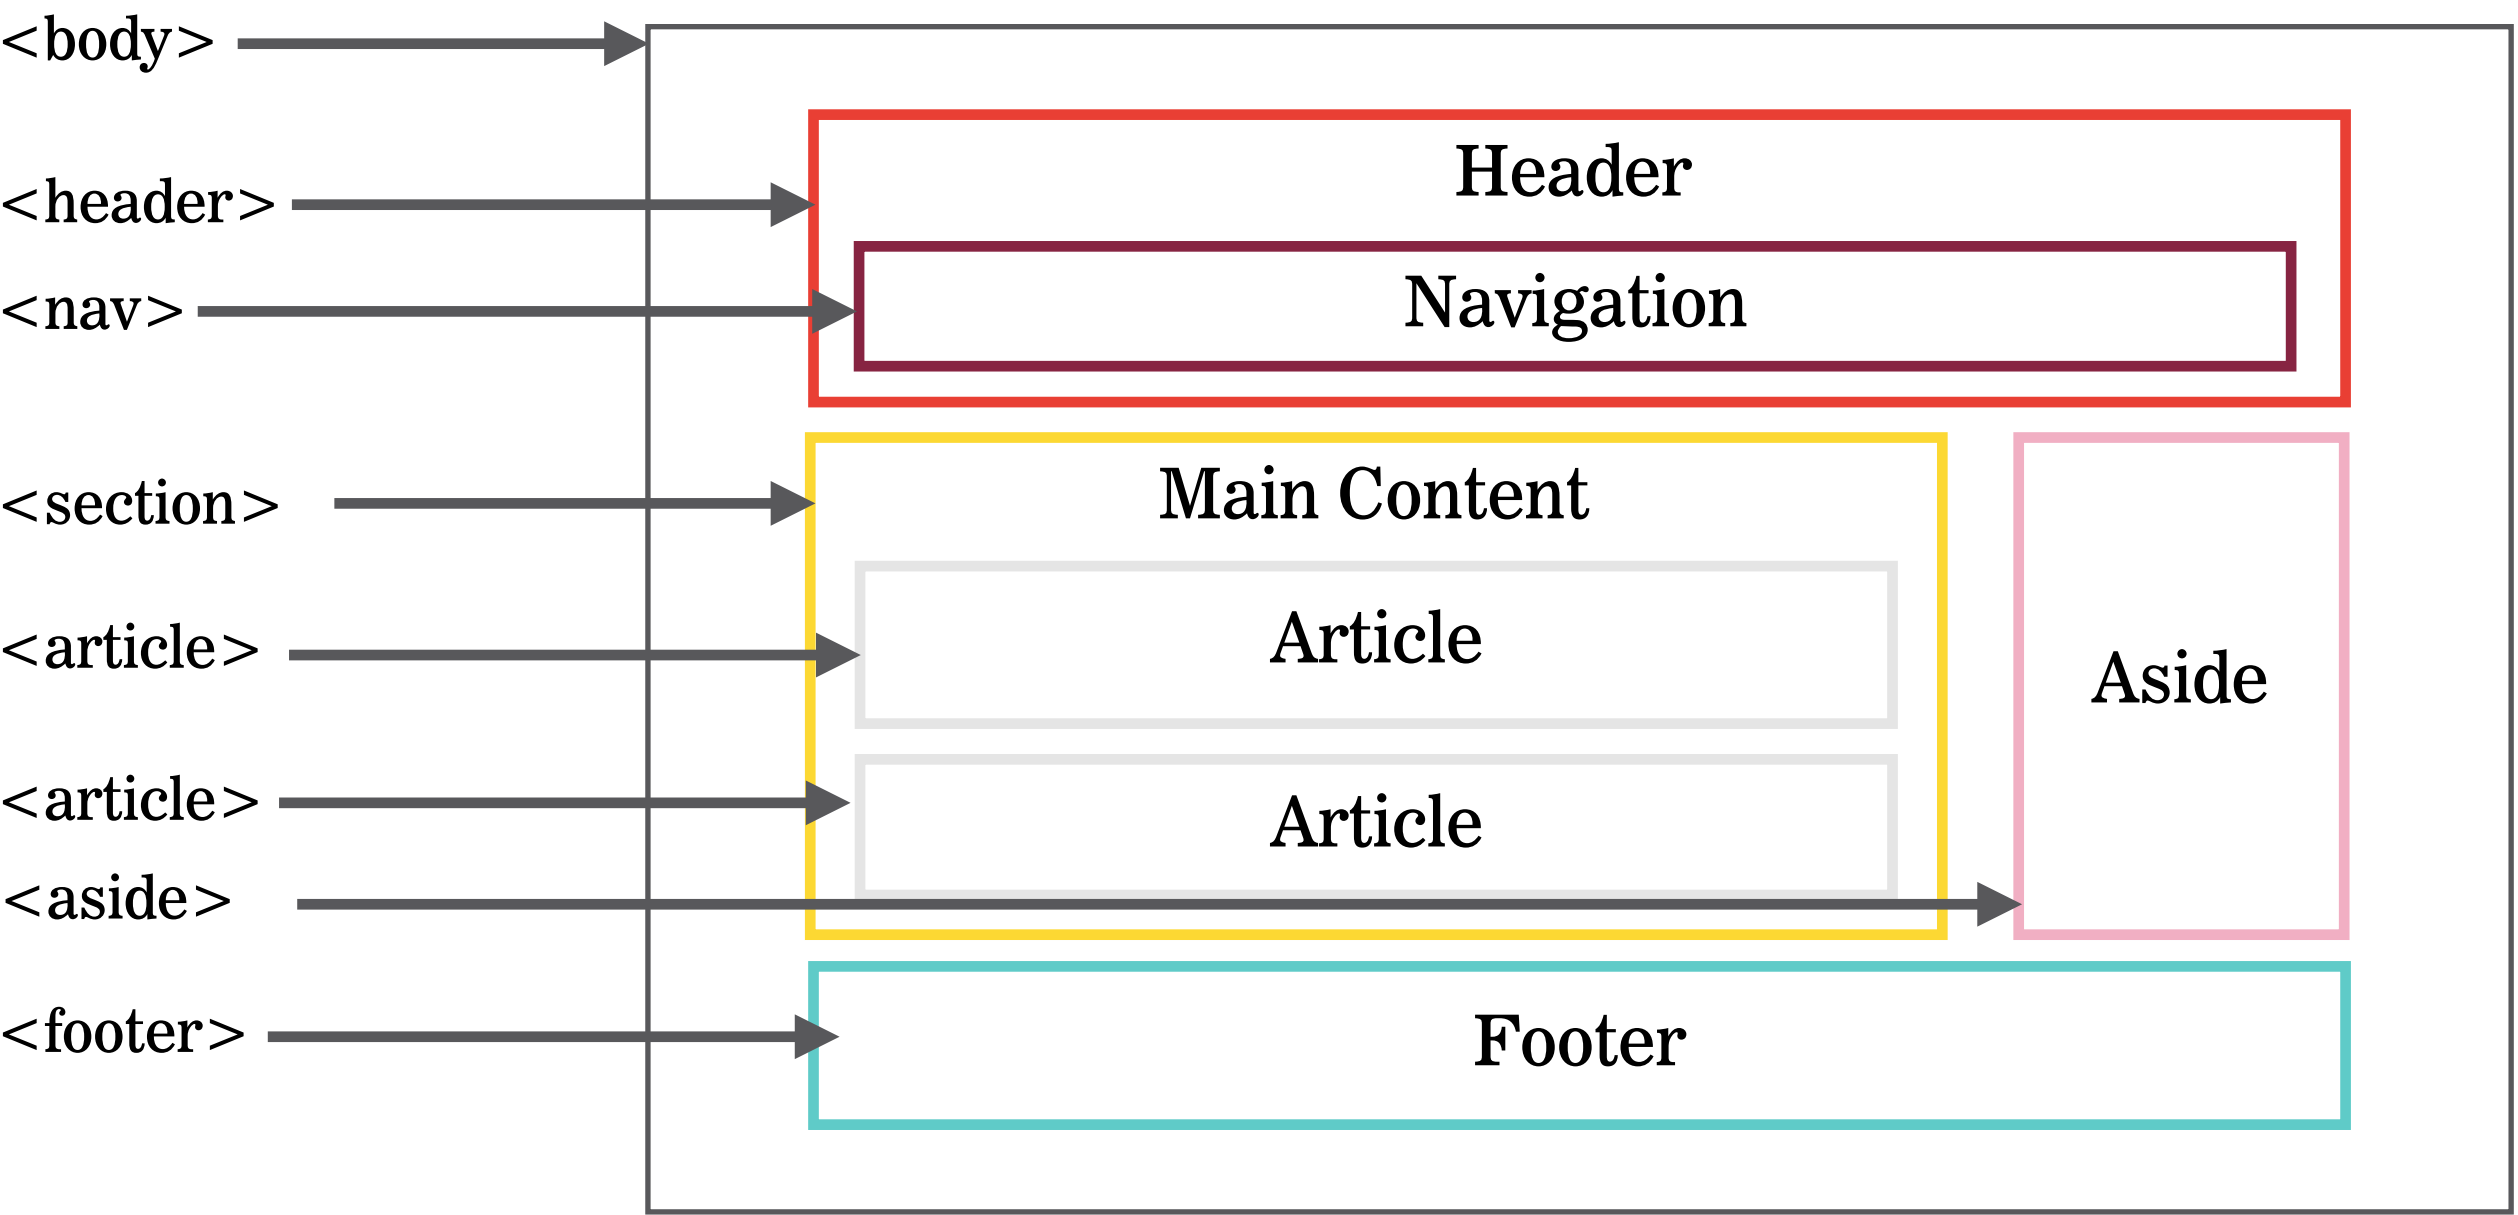 <body>
<header>
<nav>
<section>
<article>
<article>
<aside>
<footer>
Header
Navigation
Main Content
Article
Article
Aside
Footer